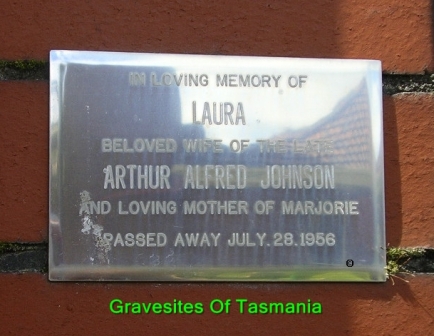 IN LOVING MEMORY OF
LAURA
BELOVED WIFE OF THE LATE
ARTHUR ALFRED JOHNSON
AND LOVING MOTHER OF MARJORIE
PASSED AWAY JULY.28.1956
Gravesites Of Tasmania